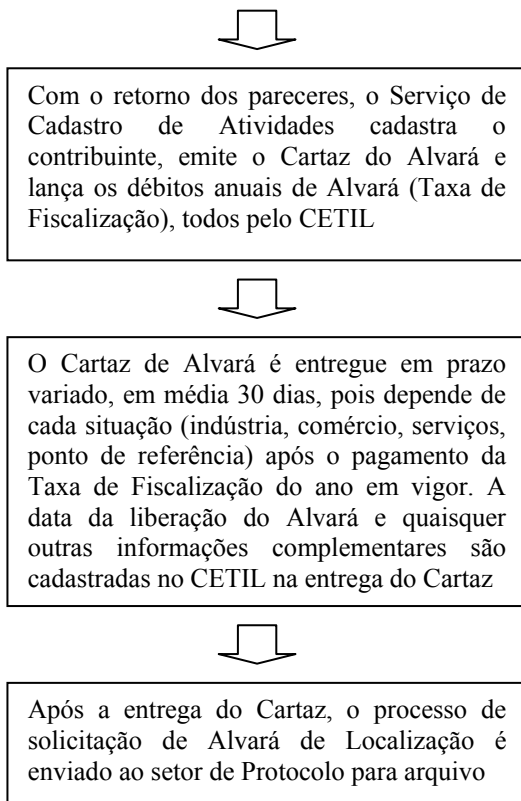 Com o retorno dos pareceres, o Serviço de
Cadastro de Atividades cadastra o
contribuinte, emite o Cartaz do Alvará e
lança os débitos anuais de Alvará (Taxa de
Fiscalização), todos pelo CETIL
O Cartaz de Alvará é entregue em prazo
variado, em média 30 dias, pois depende de
cada situação (indústria, comércio, serviços,
ponto de referência) após o pagamento da
Taxa de Fiscalização do ano em vigor. A
data da liberação do Alvará e quaisquer
outras informações complementares são
cadastradas no CETIL na entrega do Cartaz
Após a entrega do Cartaz, o processo de
solicitação de Alvará de Localização é
enviado ao setor de Protocolo para arquivo